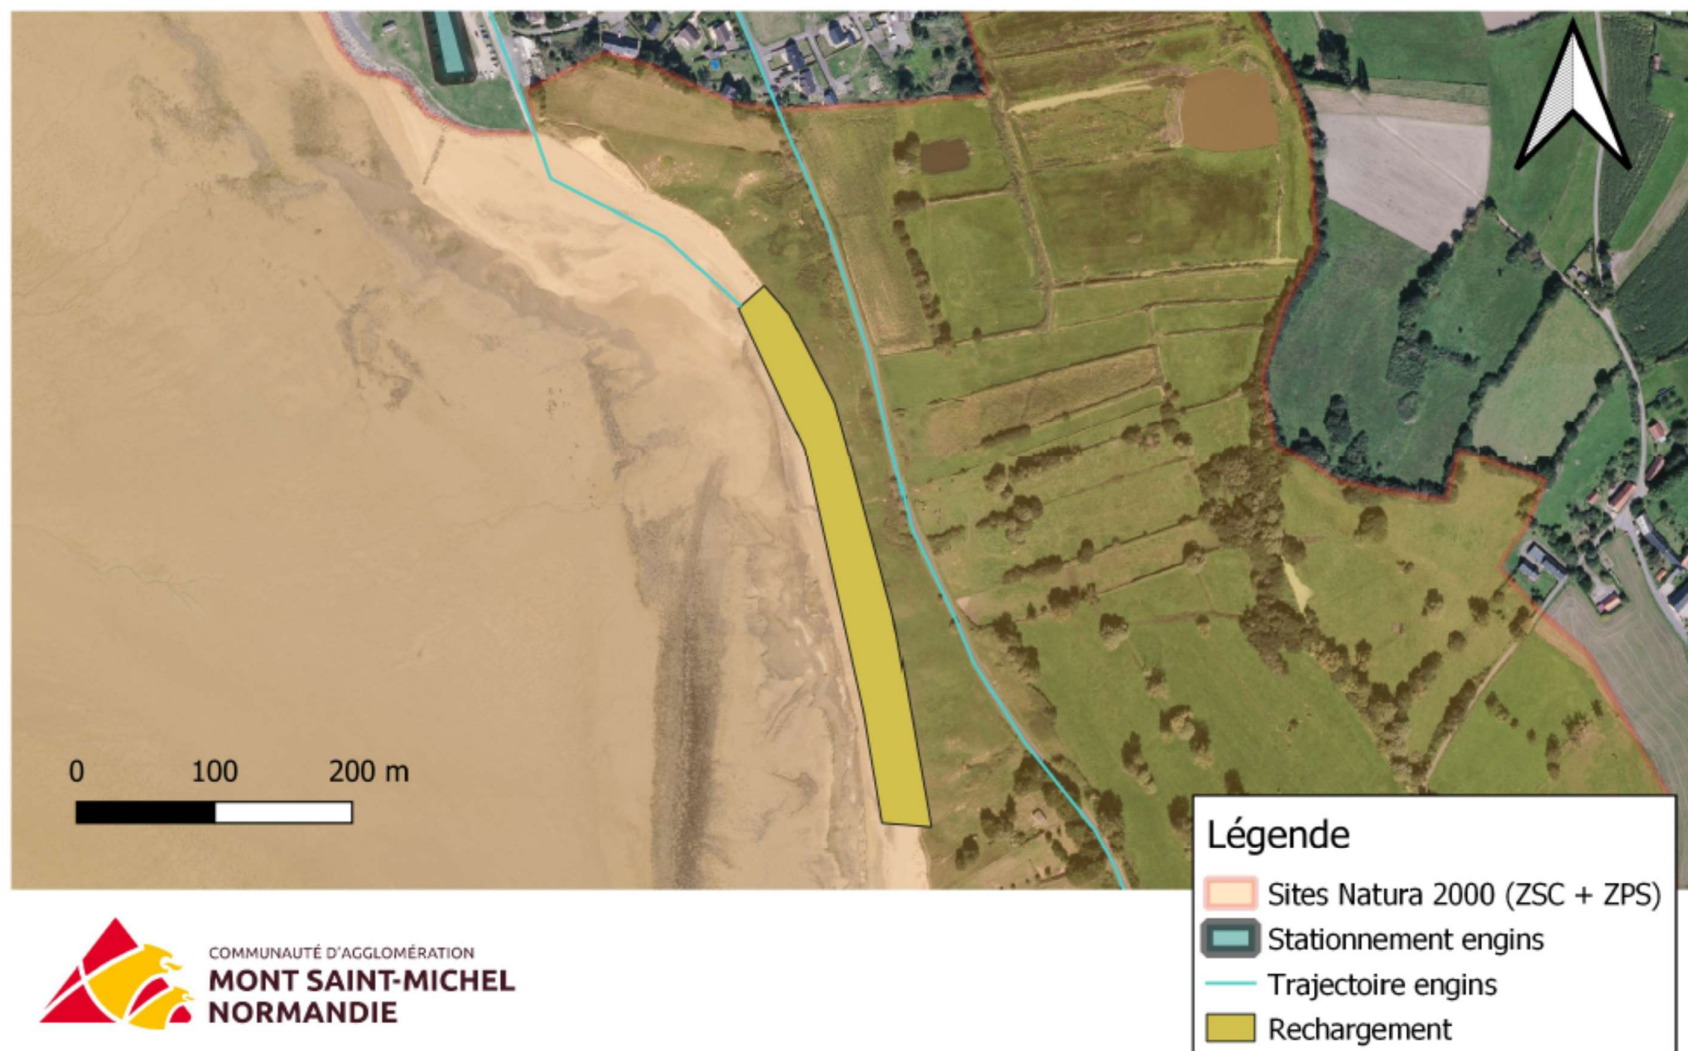 0 100 200 m
Légende
Sites Natura 2000 (ZSC + ZPS)
Stationnement engins
Trajectoire engins
Rechargement
COMMUNAUTÉ D'AGGLOMÉRATION
MONT SAINT-MICHEL
NORMANDIE